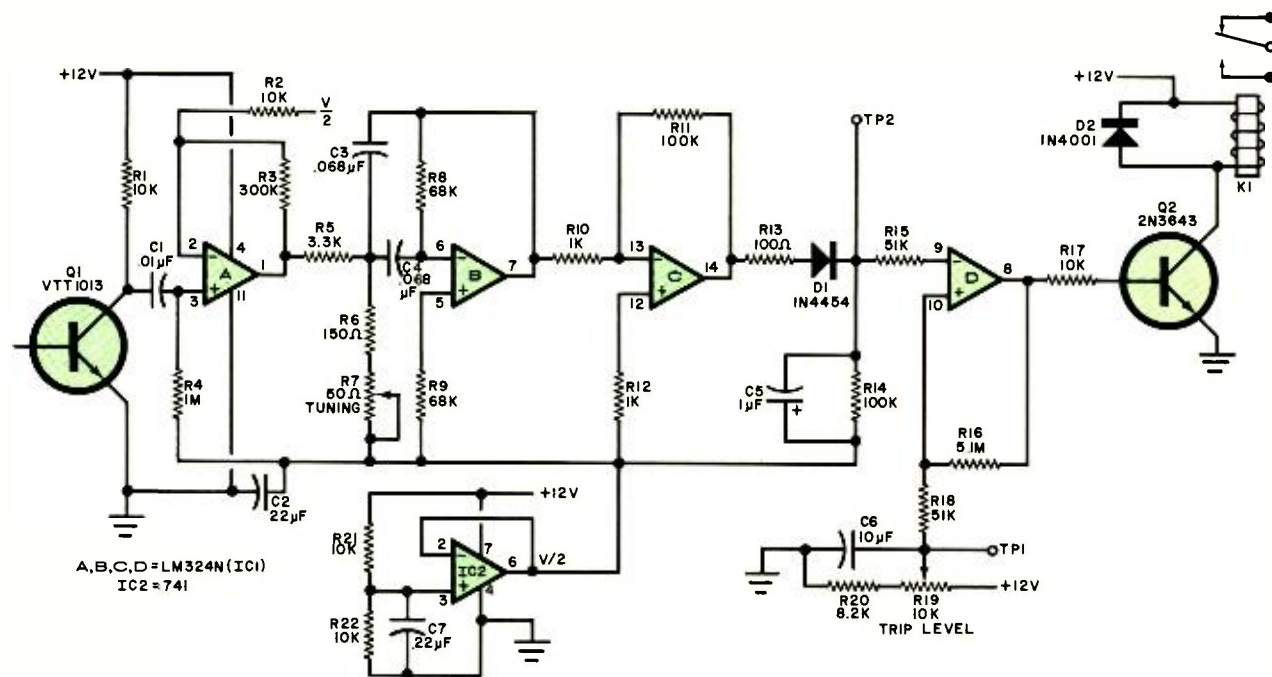 +12V
R2
10K
V/2
R1
10K
R3
300K
2
4
A
1
11
3
C1
.01µF
Q1
VTT1013
R4
1M
C2
22µF
A,B,C,D=LM324N(IC1)
IC2=741
C3
.068µF
R8
68K
R5
3.3K
C4
.068
µF
6
B
7
5
R6
150Ω
R7
50Ω
TUNING
R9
68K
R11
100K
R10
1K
13
C
14
12
R12
1K
R13
100Ω
D1
1N4454
TP2
R15
51K
9
D
8
10
R17
10K
C5
1µF
+
R14
100K
R16
5.1M
R18
51K
C6
10µF
TP1
+12V
R20
8.2K
R19
10K
TRIP LEVEL
+12V
D2
1N4001
K1
Q2
2N3643
+12V
R21
10K
2
7
IC2
6
V/2
3
4
R22
10K
C7
.22µF